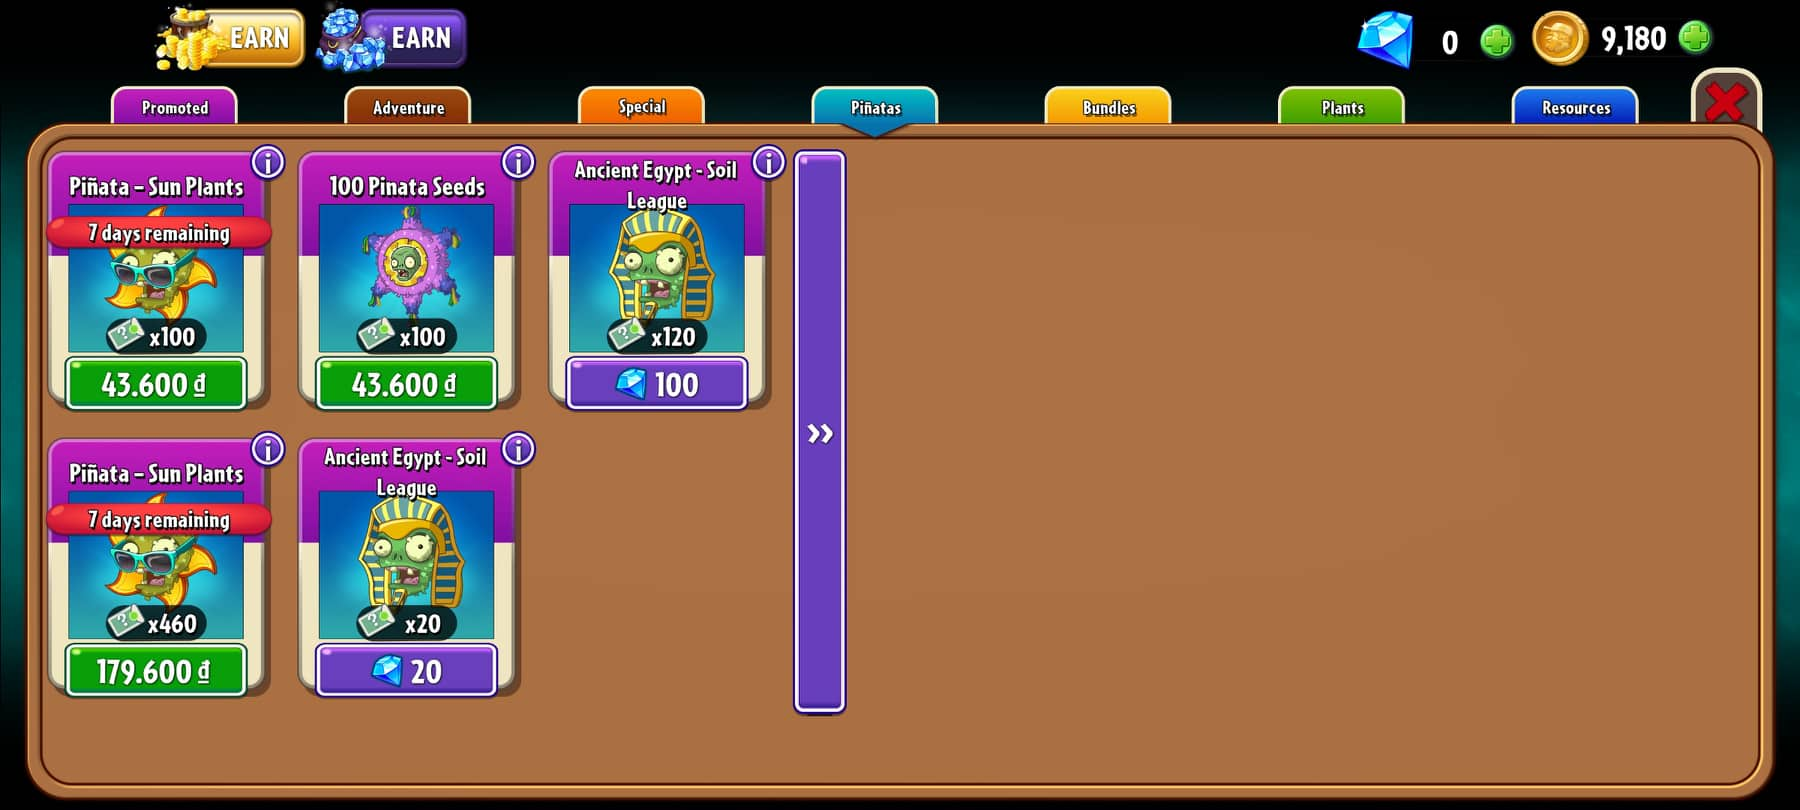 EARN
EARN
0
9,180
Promoted
Adventure
Special
Piñatas
Bundles
Plants
Resources
Piñata - Sun Plants
7 days remaining
x100
43.600 ₫
100 Pinata Seeds
x100
43.600 ₫
Ancient Egypt - Soil
League
x120
100
»
Piñata - Sun Plants
7 days remaining
x460
179.600 ₫
Ancient Egypt - Soil
League
x20
20